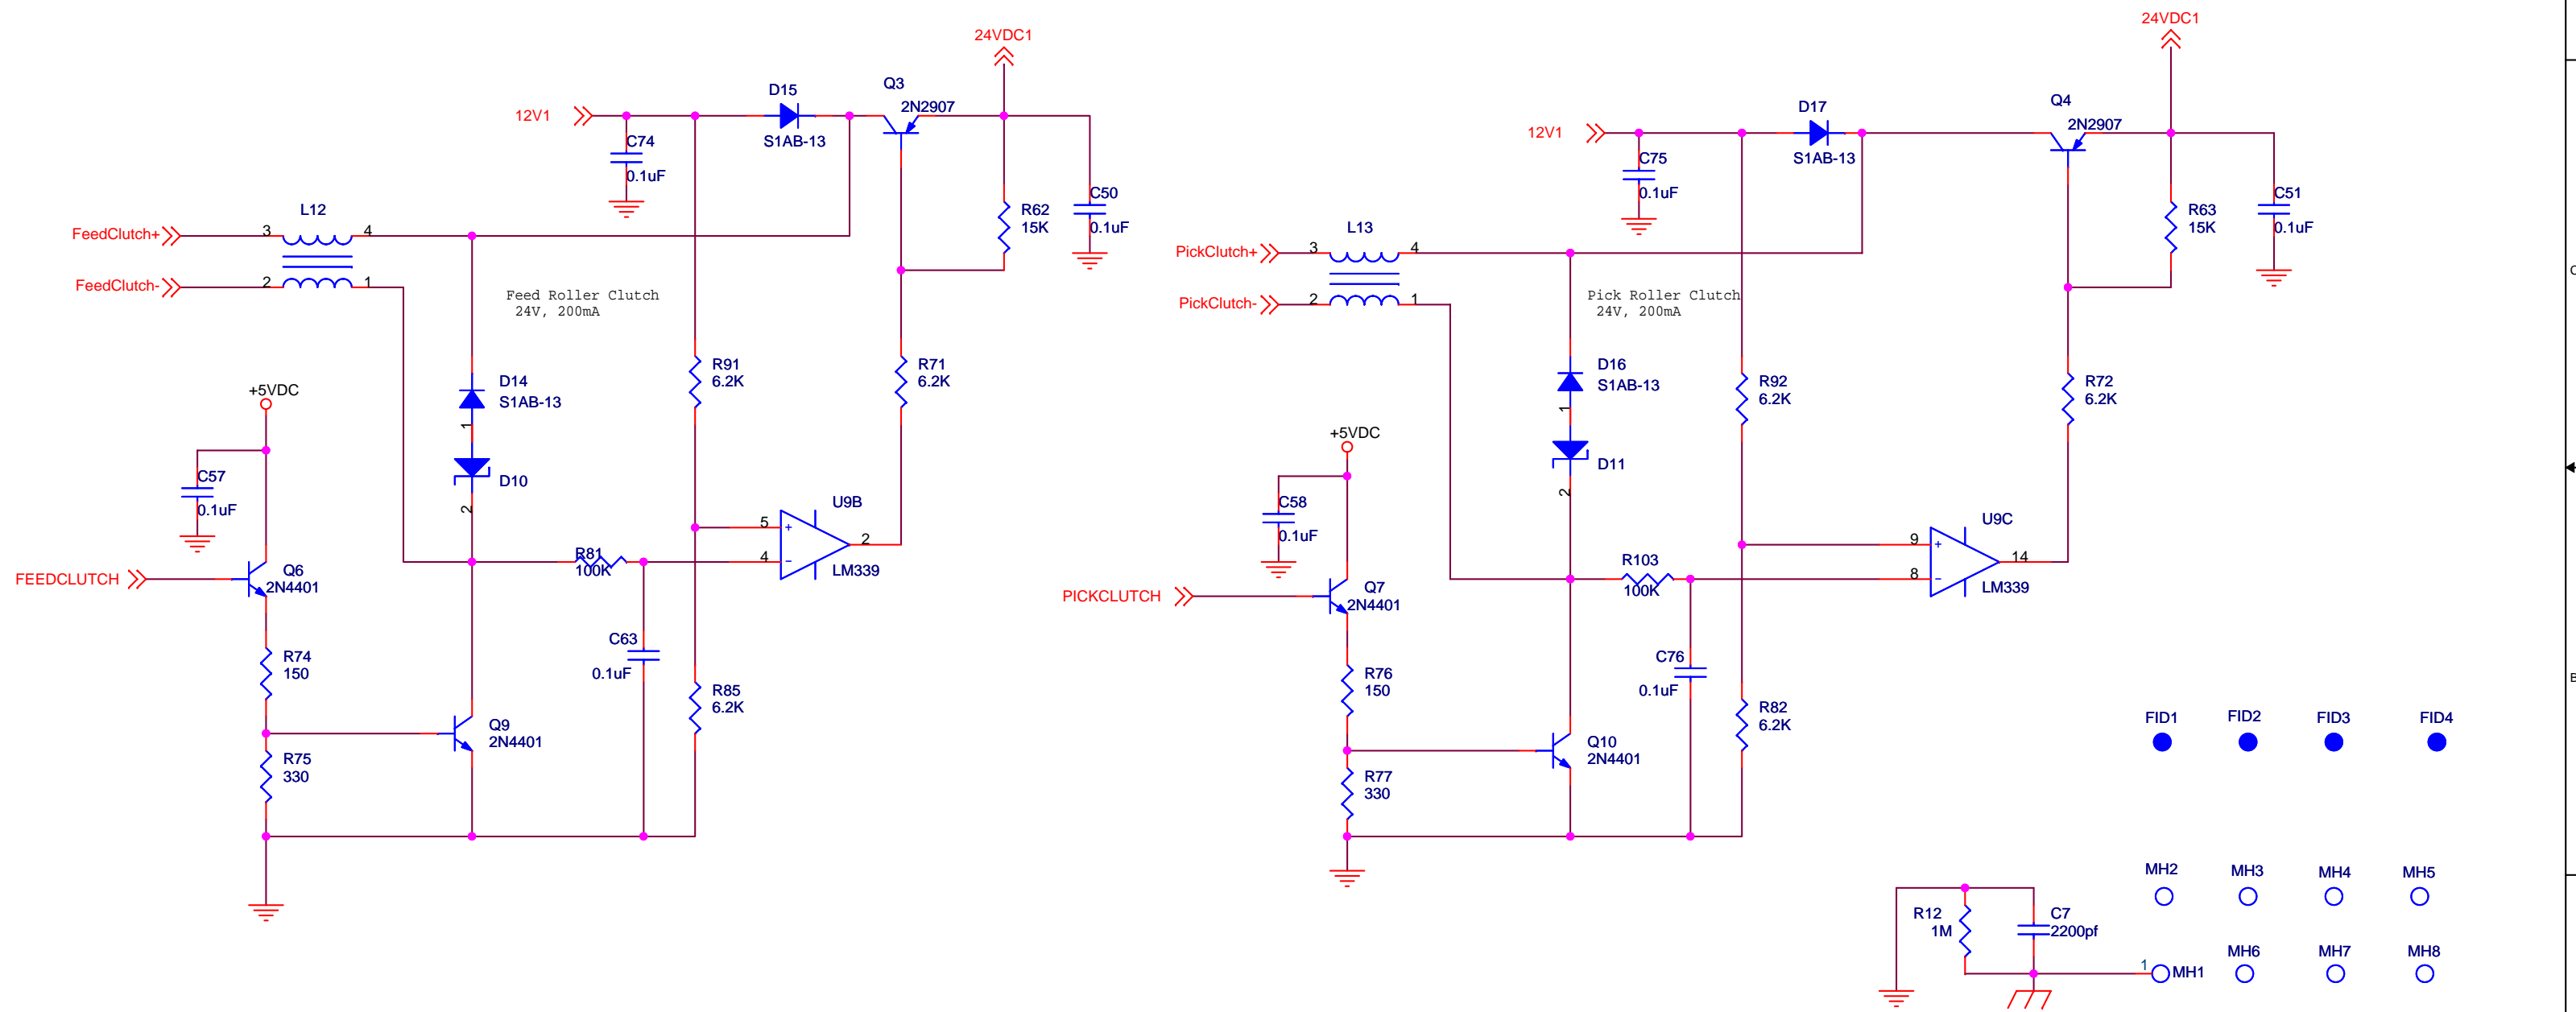 24VDC1
12V1
C74
0.1uF
D15
S1AB-13
Q3
2N2907
R62
15K
C50
0.1uF
FeedClutch+
3
L12
4
FeedClutch-
2
1
Feed Roller Clutch
24V, 200mA
R91
6.2K
R71
6.2K
+5VDC
D14
S1AB-13
1
D10
2
C57
0.1uF
U9B
5
+
2
4
-
LM339
R81
100K
FEEDCLUTCH
Q6
2N4401
C63
0.1uF
R74
150
R85
6.2K
Q9
2N4401
R75
330
24VDC1
12V1
C75
0.1uF
D17
S1AB-13
Q4
2N2907
R63
15K
C51
0.1uF
PickClutch+
3
L13
4
PickClutch-
2
1
Pick Roller Clutch
24V, 200mA
D16
S1AB-13
1
D11
2
R92
6.2K
R72
6.2K
+5VDC
C58
0.1uF
U9C
9
+
14
8
-
LM339
R103
100K
PICKCLUTCH
Q7
2N4401
C76
0.1uF
R76
150
R82
6.2K
Q10
2N4401
R77
330
FID1
FID2
FID3
FID4
MH2
MH3
MH4
MH5
R12
1M
C7
2200pf
1
MH1
MH6
MH7
MH8
B